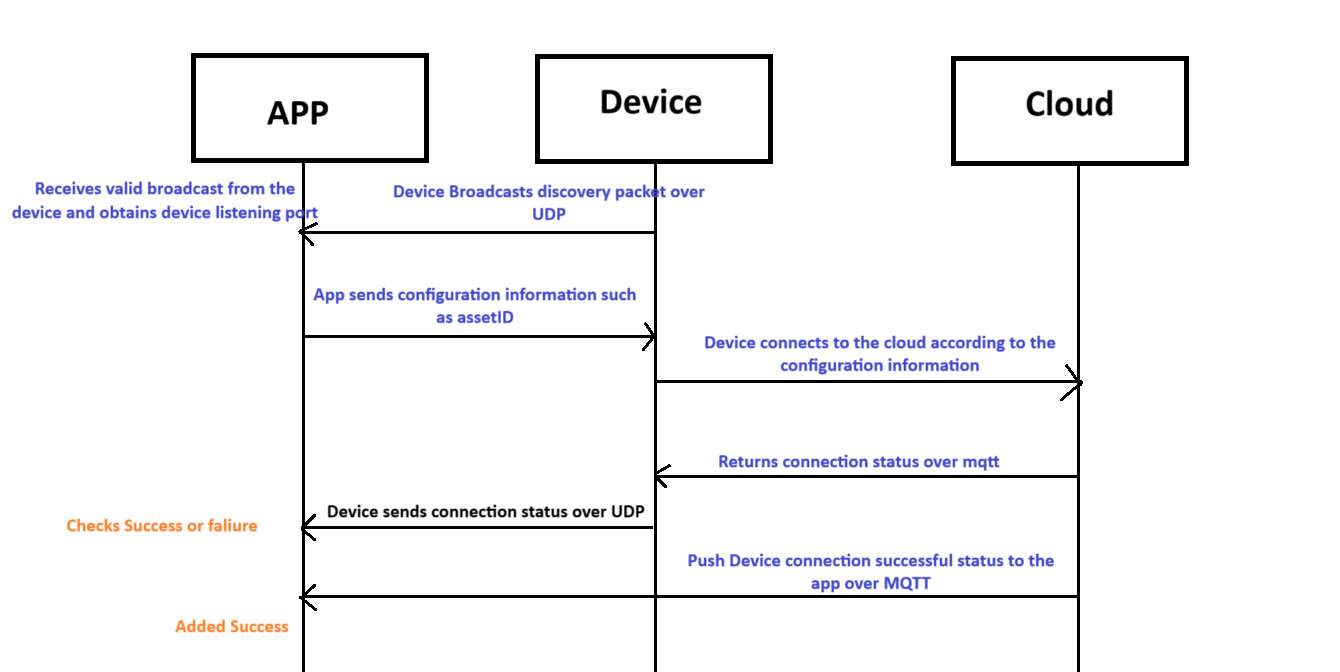 APP
Device
Cloud
Receives valid broadcast from the
device and obtains device listening port
Device Broadcasts discovery packet over
UDP
App sends configuration information such
as assetID
Device connects to the cloud according to the
configuration information
Returns connection status over mqtt
Device sends connection status over UDP
Checks Success or faliure
Push Device connection successful status to the
app over MQTT
Added Success